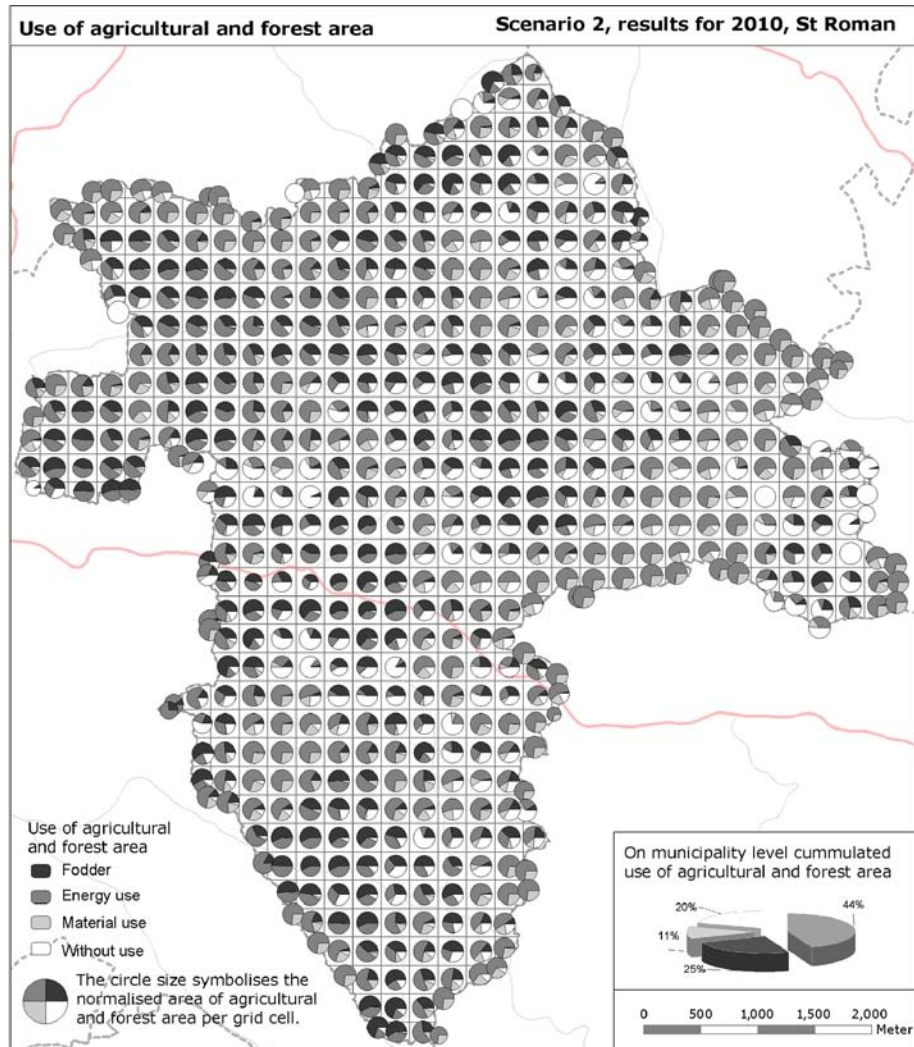 Use of agricultural and forest area
Scenario 2, results for 2010, St Roman
Use of agricultural
and forest area
Fodder
Energy use
Material use
Without use
The circle size symbolises the
normalised area of agricultural
and forest area per grid cell.
On municipality level cummulated
use of agricultural and forest area
20%
44%
11%
25%
0 500 1,000 1,500 2,000
Meter